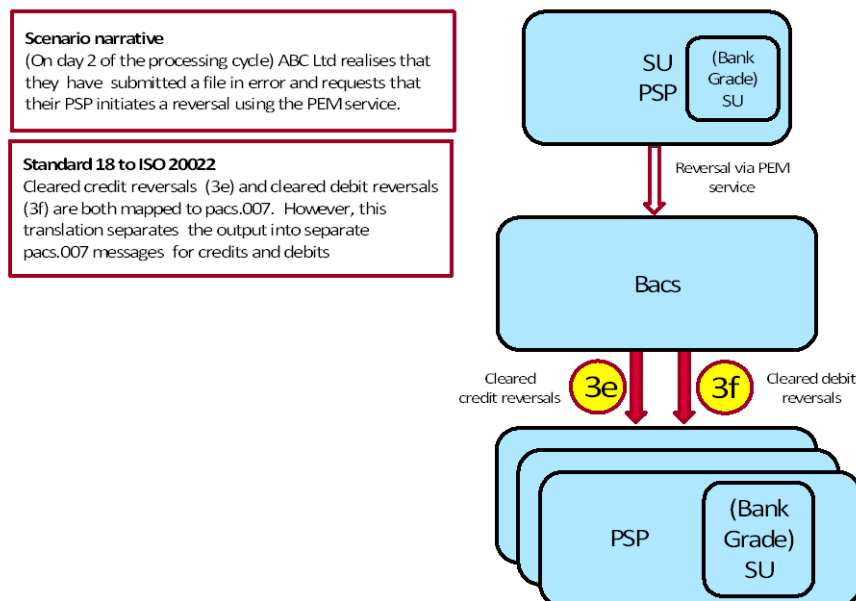 Scenario narrative
(On day 2 of the processing cycle) ABC Ltd realises that
they have submitted a file in error and requests that
their PSP initiates a reversal using the PEM service.
Standard 18 to ISO 20022
Cleared credit reversals (3e) and cleared debit reversals
(3f) are both mapped to pacs.007. However, this
translation separates the output into separate
pacs.007 messages for credits and debits
SU
PSP
(Bank
Grade)
SU
Reversal via PEM
service
Bacs
Cleared
credit reversals
3e
3f
Cleared debit
reversals
PSP
(Bank
Grade)
SU